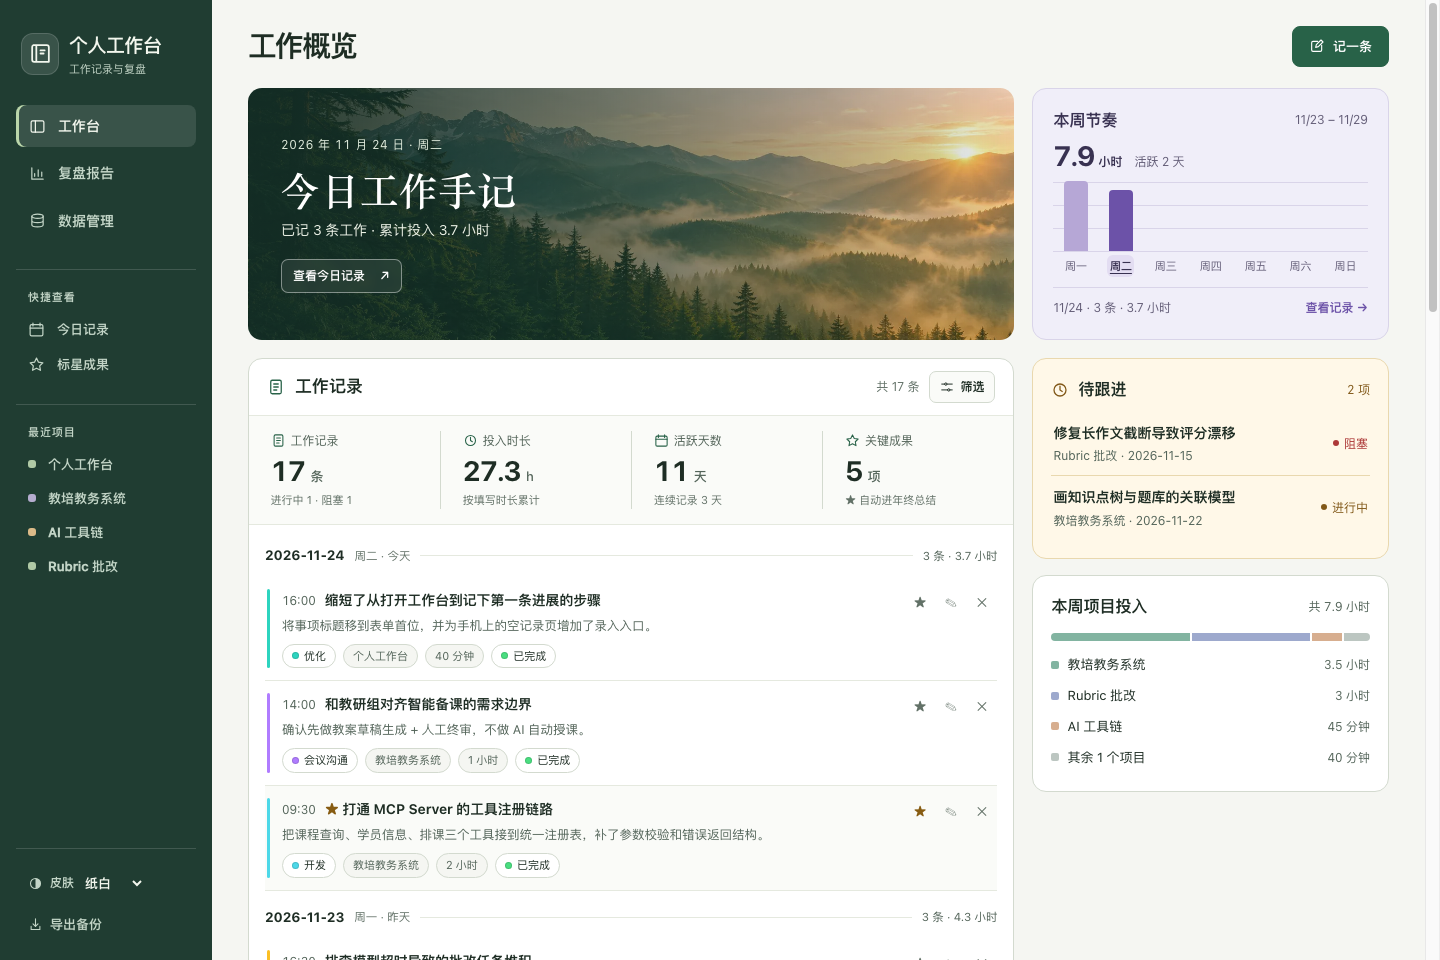 个人工作台
工作记录与复盘
工作台
复盘报告
数据管理
快捷查看
今日记录
标星成果
最近项目
个人工作台
教培教务系统
AI 工具链
Rubric 批改
皮肤 纸白
导出备份
工作概览
记一条
2026 年 11 月 24 日 · 周二
今日工作手记
已记 3 条工作 · 累计投入 3.7 小时
查看今日记录
本周节奏 11/23 – 11/29
7.9 小时 活跃 2 天
周一 周二 周三 周四 周五 周六 周日
11/24 · 3 条 · 3.7 小时 查看记录 →
工作记录 共 17 条 筛选
工作记录 投入时长 活跃天数 关键成果
17 条 27.3 h 11 天 5 项
进行中 1 · 阻塞 1 按填写时长累计 连续记录 3 天 ★ 自动进年终总结
2026-11-24 周二 · 今天 3 条 · 3.7 小时
16:00 缩短了从打开工作台到记下第一条进展的步骤
将事项标题移到表单首位，并为手机上的空记录页增加了录入入口。
优化 个人工作台 40 分钟 已完成
14:00 和教研组对齐智能备课的需求边界
确认先做教案草稿生成 + 人工终审，不做 AI 自动授课。
会议沟通 教培教务系统 1 小时 已完成
09:30 ★ 打通 MCP Server 的工具注册链路
把课程查询、学员信息、排课三个工具接到统一注册表，补了参数校验和错误返回结构。
开发 教培教务系统 2 小时 已完成
2026-11-23 周一 · 昨天 3 条 · 4.3 小时
待跟进 2 项
修复长作文截断导致评分漂移
Rubric 批改 · 2026-11-15 阻塞
画知识点树与题库的关联模型
教培教务系统 · 2026-11-22 进行中
本周项目投入 共 7.9 小时
教培教务系统 3.5 小时
Rubric 批改 3 小时
AI 工具链 45 分钟
其余 1 个项目 40 分钟